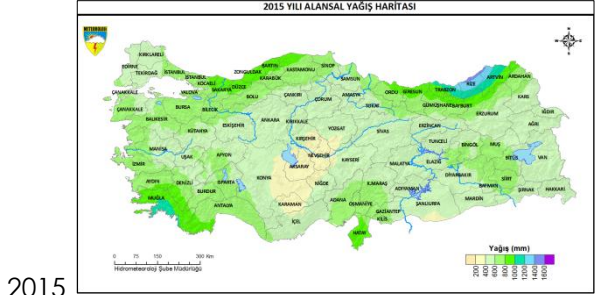 2015 YILI ALANSAL YAĞIŞ HARİTASI
METEOROLOJİ
KIRKLARELİ
EDİRNE
TEKİRDAĞ
İSTANBUL
İSTANBUL
KOCAELİ
YALOVA
SAKARYA
DÜZCE
ZONGULDAK
BARTIN
KARABÜK
KASTAMONU
SİNOP
SAMSUN
ORDU
GİRESUN
TRABZON
RİZE
ARTVİN
ARDAHAN
ÇANAKKALE
ÇANAKKALE
BALIKESİR
BURSA
BİLECİK
BOLU
ÇANKIRI
ÇORUM
AMASYA
TOKAT
GÜMÜŞHANE
BAYBURT
ERZURUM
KARS
IĞDIR
AĞRI
KÜTAHYA
ESKİŞEHİR
ANKARA
KIRIKKALE
YOZGAT
SİVAS
ERZİNCAN
TUNCELİ
BİNGÖL
MUŞ
BİTLİS
VAN
MANİSA
İZMİR
UŞAK
AFYON
KIRŞEHİR
NEVŞEHİR
AKSARAY
KAYSERİ
MALATYA
ELAZIĞ
DİYARBAKIR
BATMAN
SİİRT
ŞIRNAK
HAKKARİ
AYDIN
DENİZLİ
MUĞLA
BURDUR
ISPARTA
ANTALYA
KONYA
KARAMAN
NİĞDE
İÇEL
ADANA
OSMANİYE
K.MARAŞ
GAZİANTEP
KİLİS
HATAY
ADIYAMAN
ŞANLIURFA
MARDİN
0 75 150 300 Km
Hidrometeoroloji Şube Müdürlüğü
Yağış (mm)
200
400
600
800
1000
1200
1400
1600
2015